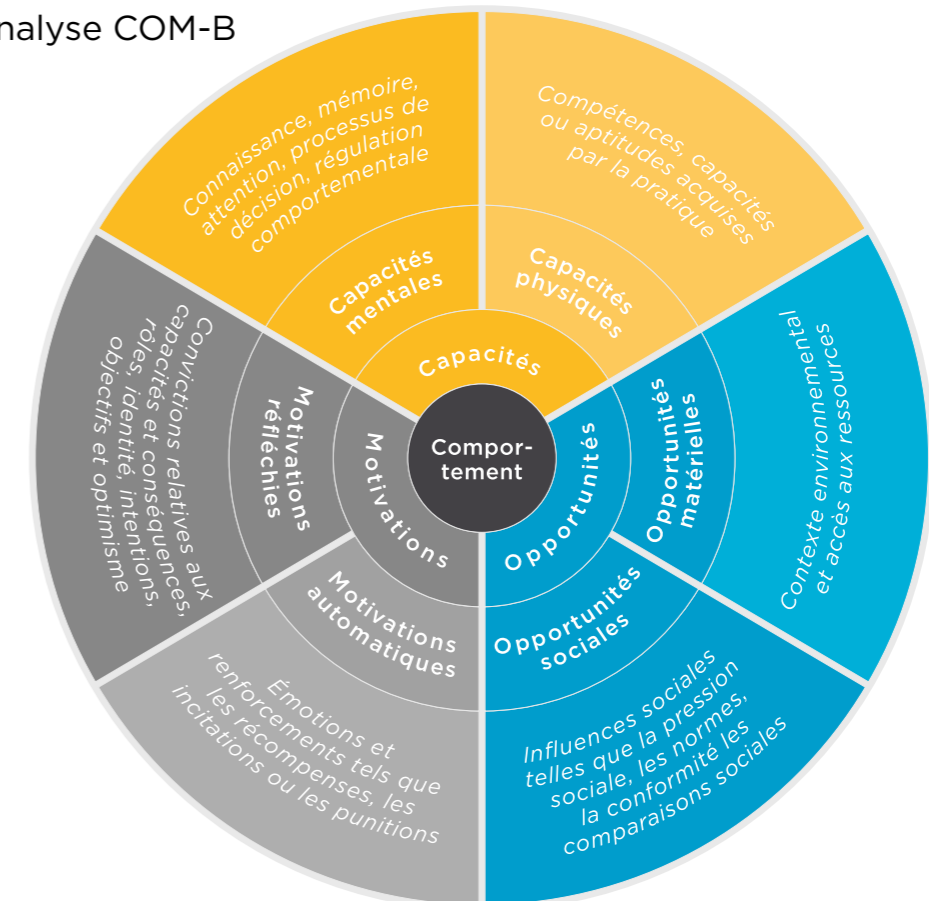 nalyse COM-B
Connaissance, mémoire,
attention, processus de
décision, régulation
comportementale
Capacités
mentales
Compétences, capacités
ou aptitudes acquises
par la pratique
Capacités
physiques
Capacités
Contexte environnemental
et accès aux ressources
Opportunités
matérielles
Opportunités
Opportunités
sociales
Influences sociales
telles que la pression
sociale, les normes,
la conformité les
comparaisons sociales
Motivations
Motivations
automatiques
Émotions et
renforcements tels que
les récompenses, les
incitations ou les punitions
Motivations
réfléchies
Convictions relatives aux
capacités et conséquences,
rôles, identité, intentions,
objectifs et optimisme
Compor-
tement